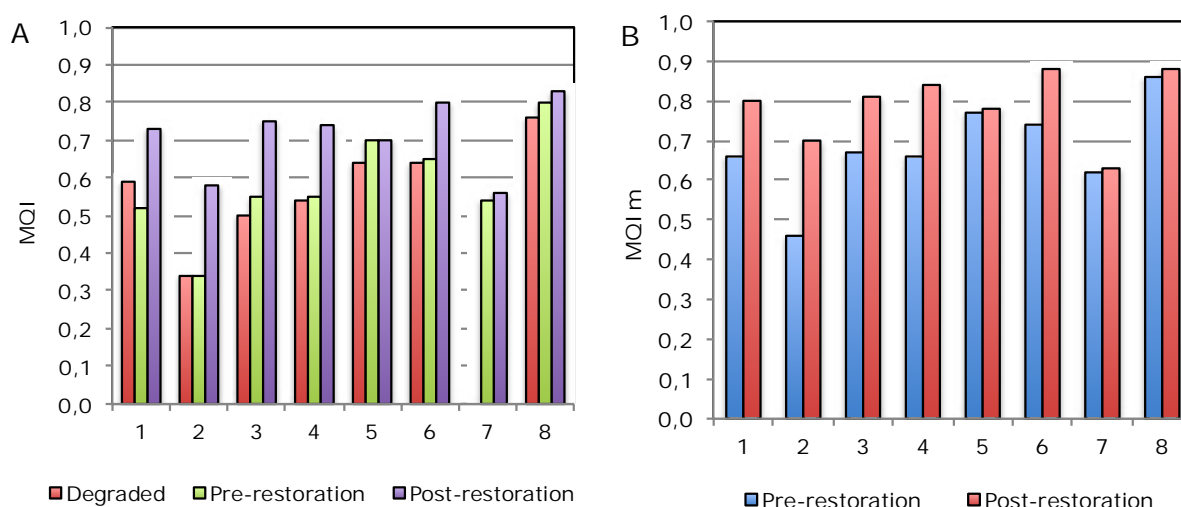 A
MQI
1,0
0,9
0,8
0,7
0,6
0,5
0,4
0,3
0,2
0,1
0,0
1 2 3 4 5 6 7 8
Degraded Pre-restoration Post-restoration
B
MQI m
1,0
0,9
0,8
0,7
0,6
0,5
0,4
0,3
0,2
0,1
0,0
1 2 3 4 5 6 7 8
Pre-restoration Post-restoration